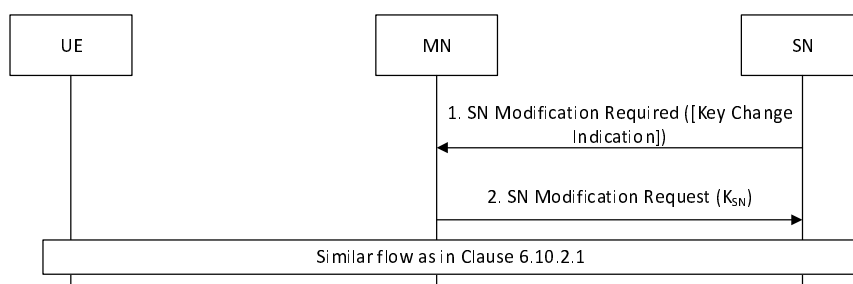 UE
MN
SN
1. SN Modification Required ([Key Change
Indication])
2. SN Modification Request (K_SN)
Similar flow as in Clause 6.10.2.1